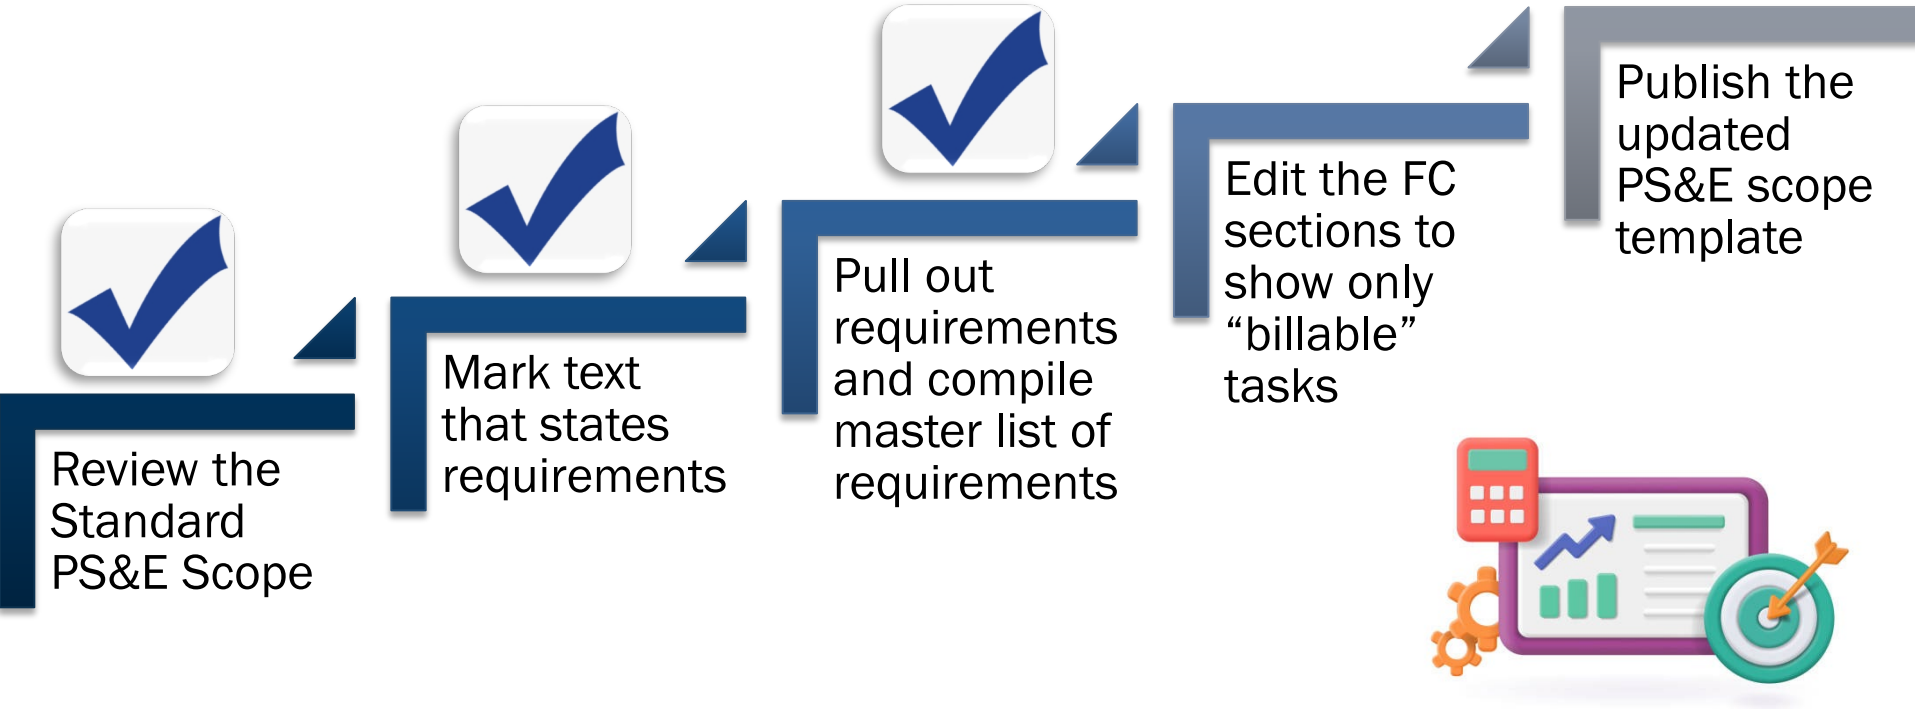 Review the
Standard
PS&E Scope
Mark text
that states
requirements
Pull out
requirements
and compile
master list of
requirements
Edit the FC
sections to
show only
“billable”
tasks
Publish the
updated
PS&E scope
template